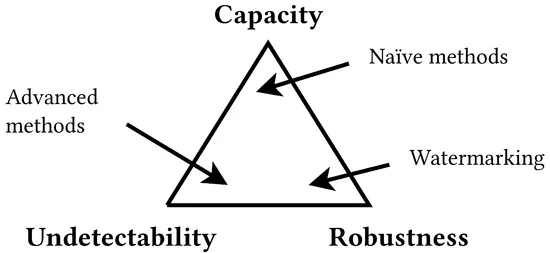 Capacity
Naïve methods
Advanced
methods
Watermarking
Undetectability
Robustness